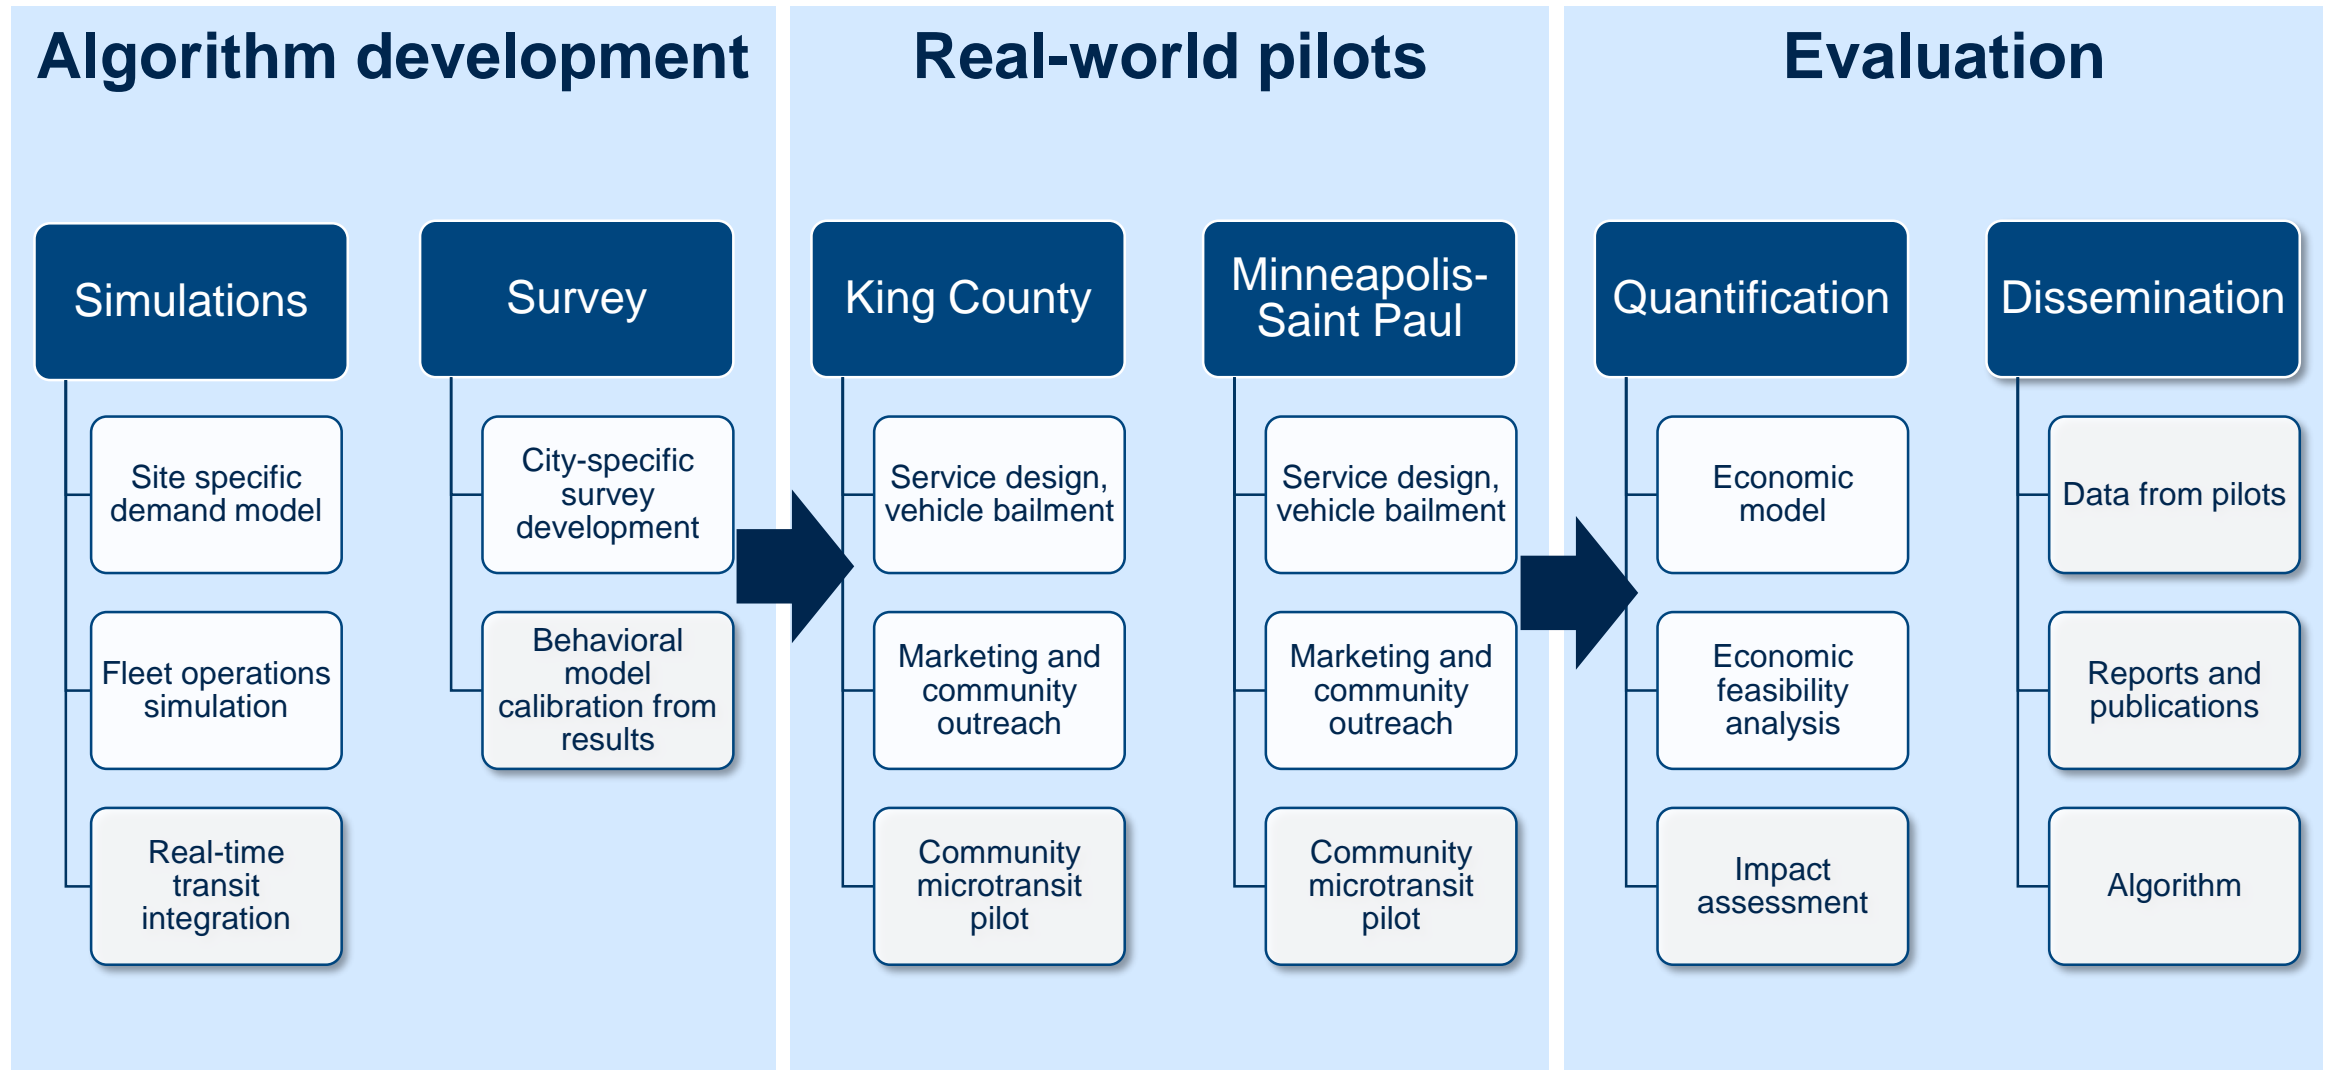 Algorithm development
Simulations
Site specific
demand model
Fleet operations
simulation
Real-time
transit
integration
Survey
City-specific
survey
development
Behavioral
model
calibration from
results
Real-world pilots
King County
Service design,
vehicle bailment
Marketing and
community
outreach
Community
microtransit
pilot
Minneapolis-
Saint Paul
Service design,
vehicle bailment
Marketing and
community
outreach
Community
microtransit
pilot
Evaluation
Quantification
Economic
model
Economic
feasibility
analysis
Impact
assessment
Dissemination
Data from pilots
Reports and
publications
Algorithm